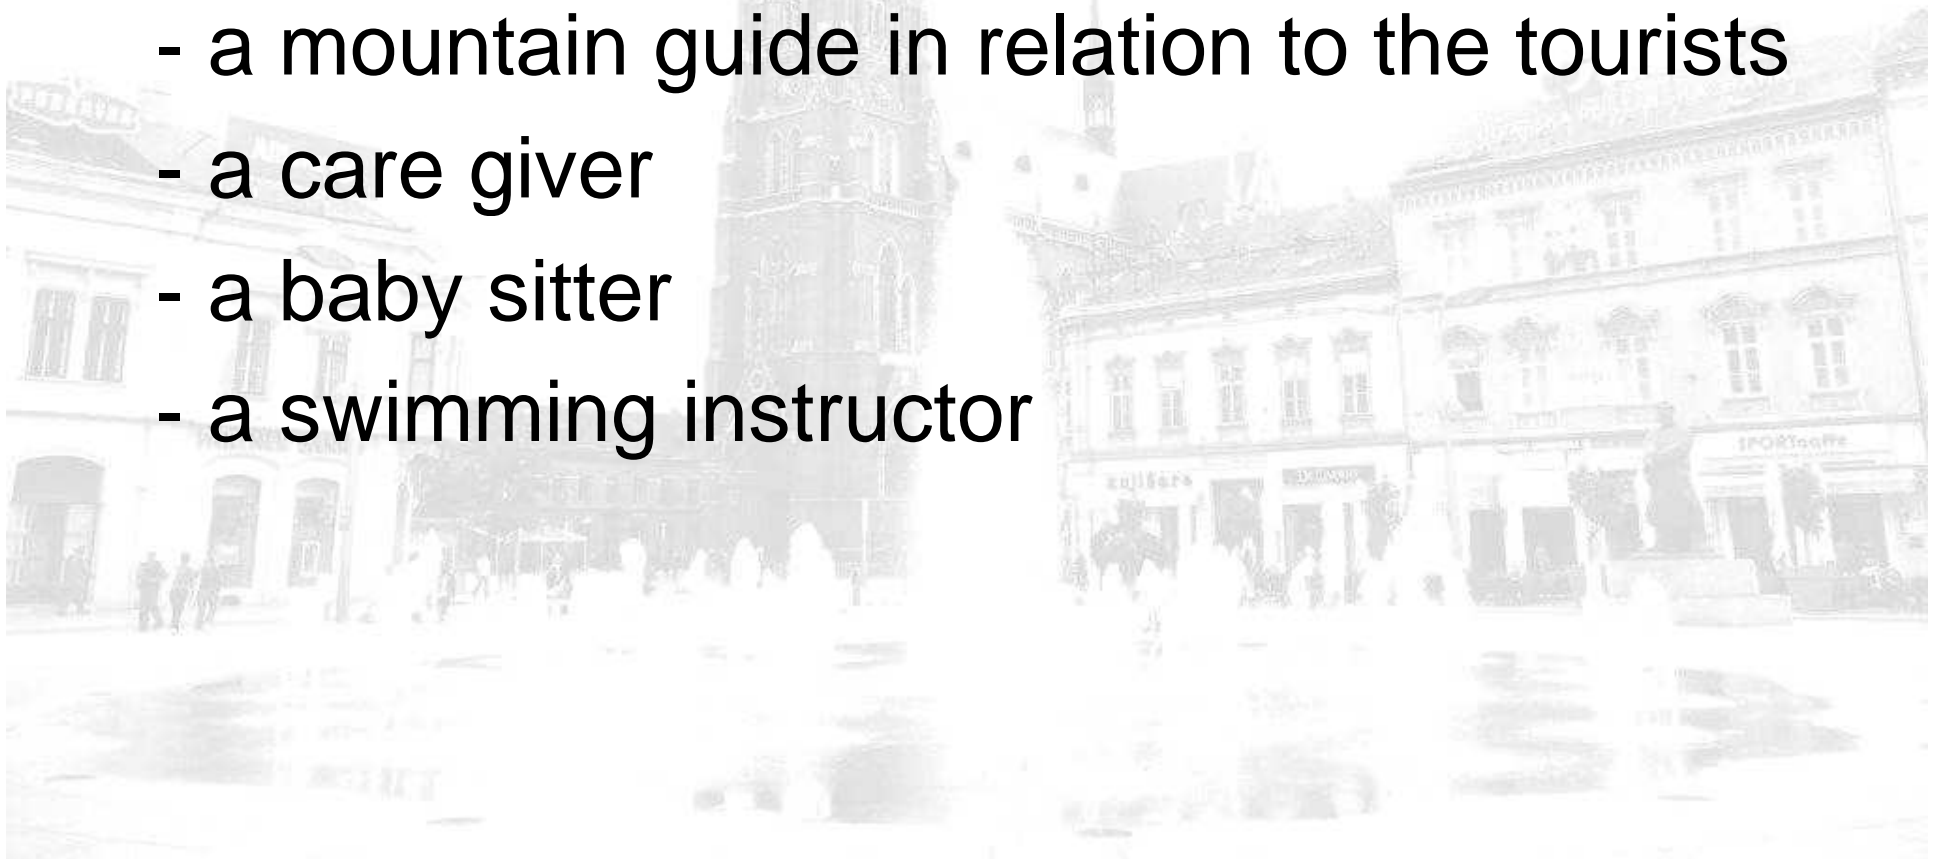 - a mountain guide in relation to the tourists
- a care giver
- a baby sitter
- a swimming instructor